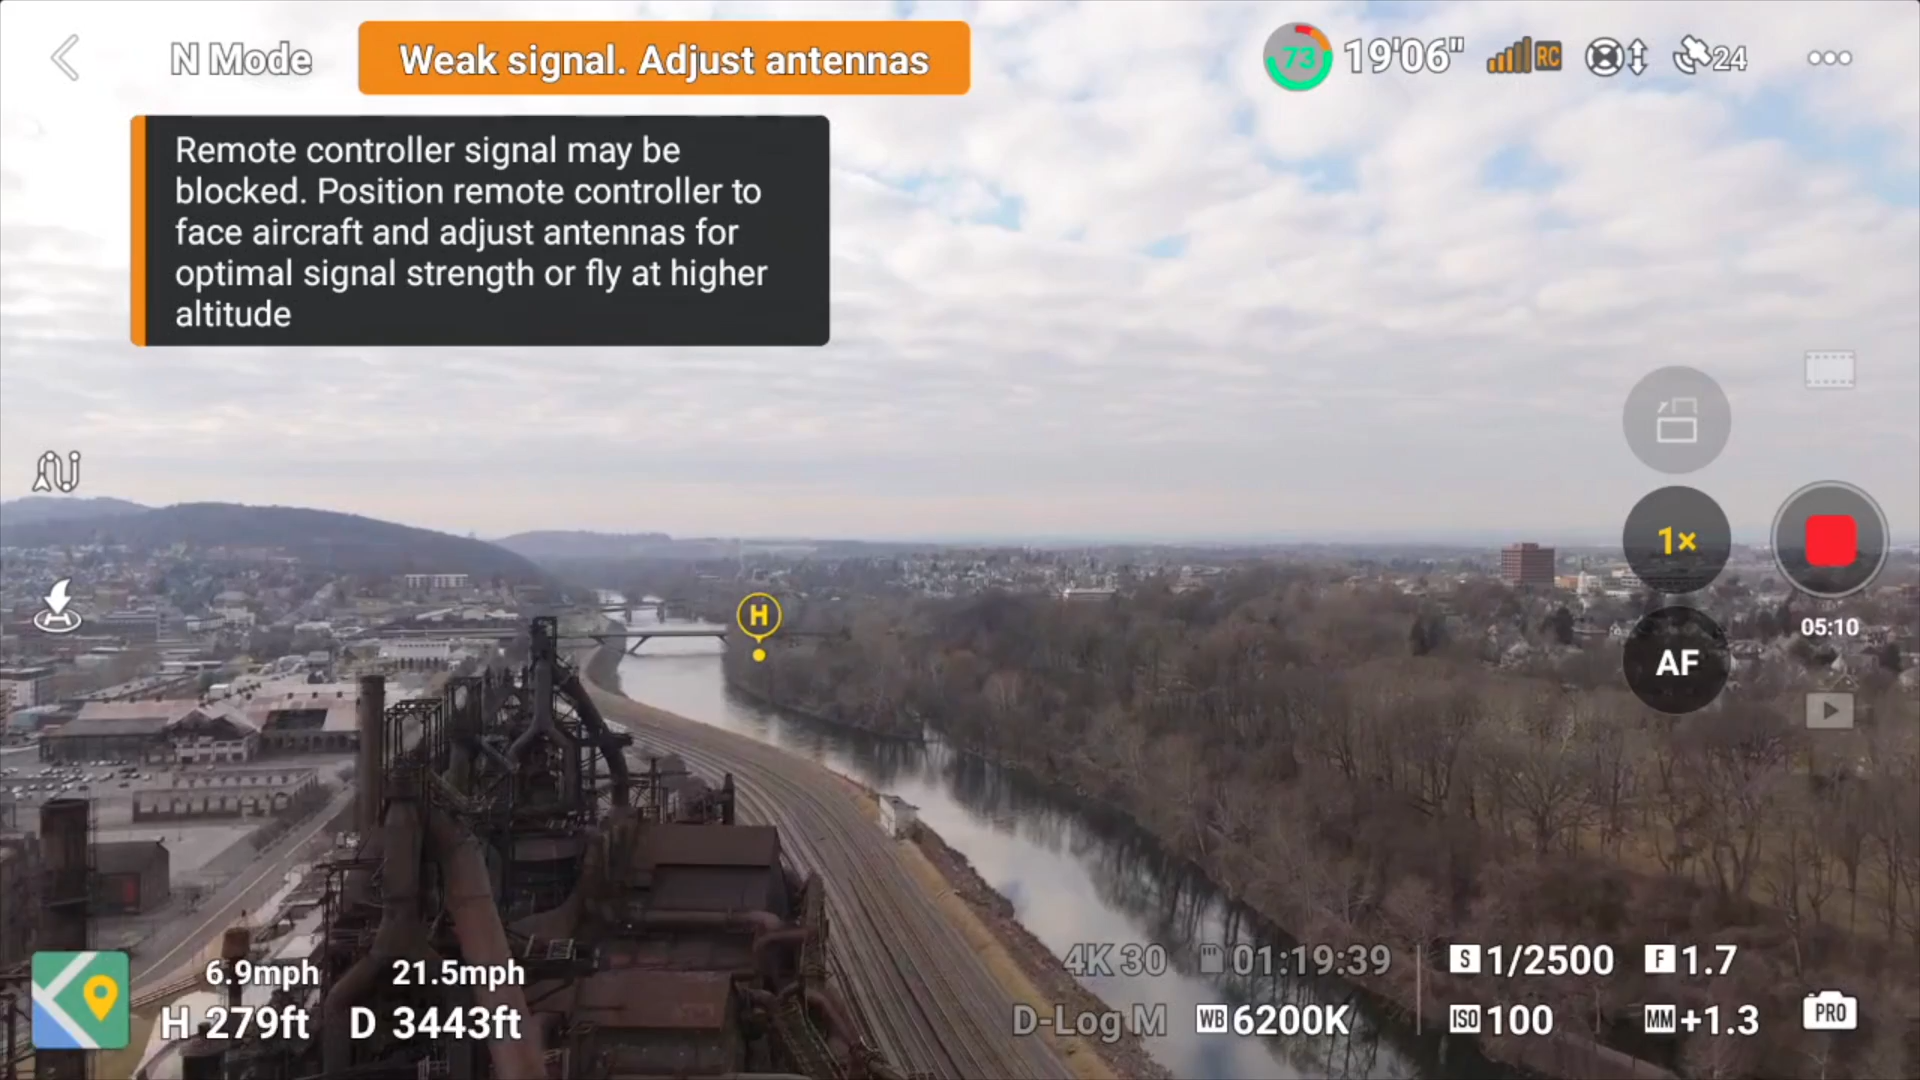 N Mode
Weak signal. Adjust antennas
73
19'06"
RC
24
Remote controller signal may be
blocked. Position remote controller to
face aircraft and adjust antennas for
optimal signal strength or fly at higher
altitude
H
1×
05:10
AF
6.9mph 21.5mph
H 279ft D 3443ft
4K 30 01:19:39
D-Log M WB 6200K
S 1/2500 F 1.7
ISO 100 MM +1.3
PRO